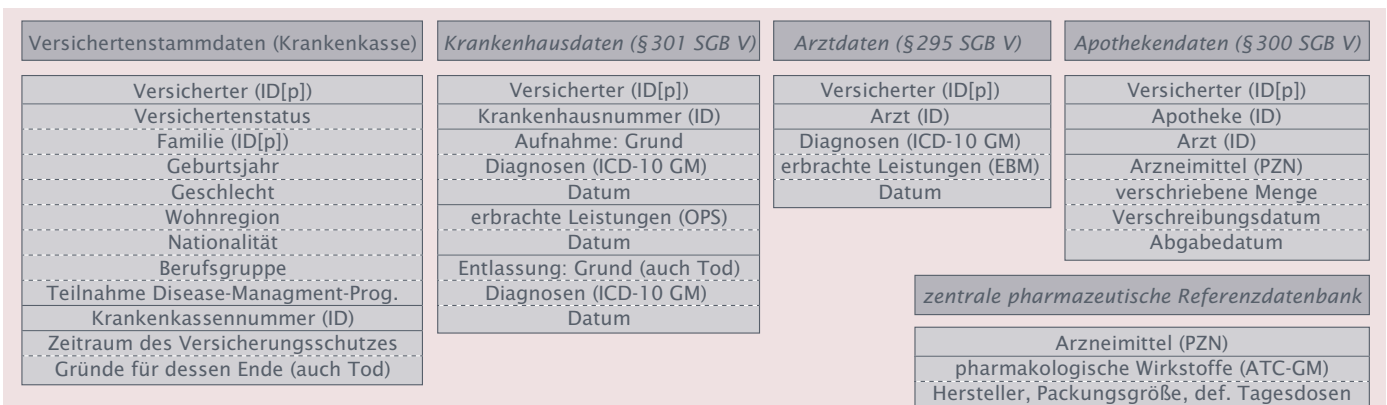 Versichertenstammdaten (Krankenkasse)
Versicherter (ID[p])
Versichertenstatus
Familie (ID[p])
Geburtsjahr
Geschlecht
Wohnregion
Nationalität
Berufsgruppe
Teilnahme Disease-Managment-Prog.
Krankenkassennummer (ID)
Zeitraum des Versicherungsschutzes
Gründe für dessen Ende (auch Tod)
Krankenhausdaten (§301 SGB V)
Versicherter (ID[p])
Krankenhausnummer (ID)
Aufnahme: Grund
Diagnosen (ICD-10 GM)
Datum
erbrachte Leistungen (OPS)
Datum
Entlassung: Grund (auch Tod)
Diagnosen (ICD-10 GM)
Datum
Arztdaten (§295 SGB V)
Versicherter (ID[p])
Arzt (ID)
Diagnosen (ICD-10 GM)
erbrachte Leistungen (EBM)
Datum
Apothekendaten (§300 SGB V)
Versicherter (ID[p])
Apotheke (ID)
Arzt (ID)
Arzneimittel (PZN)
verschriebene Menge
Verschreibungsdatum
Abgabedatum
zentrale pharmazeutische Referenzdatenbank
Arzneimittel (PZN)
pharmakologische Wirkstoffe (ATC-GM)
Hersteller, Packungsgröße, def. Tagesdosen